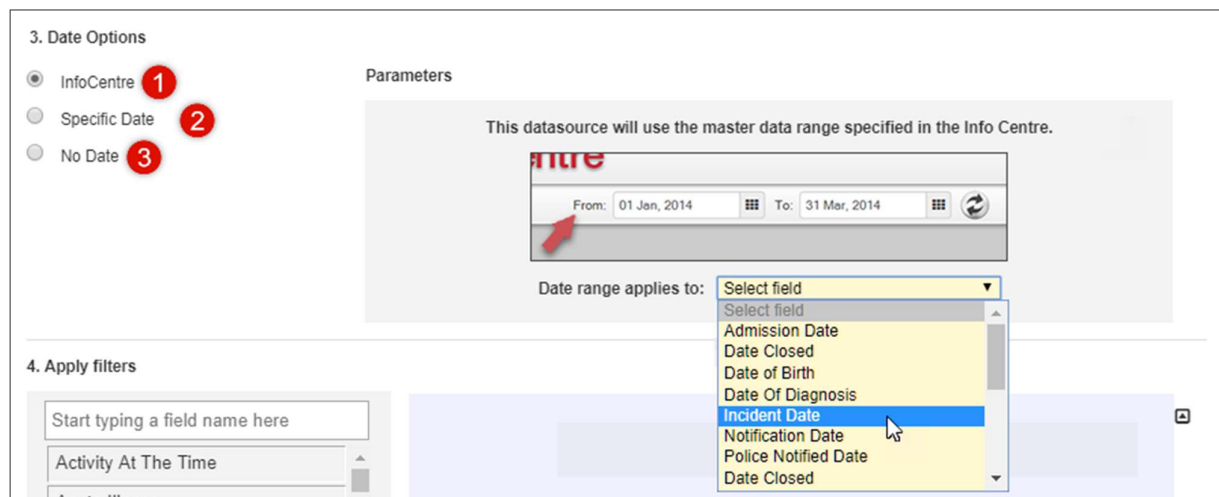 3. Date Options
InfoCentre 1
Specific Date 2
No Date 3
Parameters
This datasource will use the master data range specified in the Info Centre.
entre
From: 01 Jan, 2014 To: 31 Mar, 2014
Date range applies to: Select field
Select field
Admission Date
Date Closed
Date of Birth
Date Of Diagnosis
Incident Date
Notification Date
Police Notified Date
Date Closed
4. Apply filters
Start typing a field name here
Activity At The Time